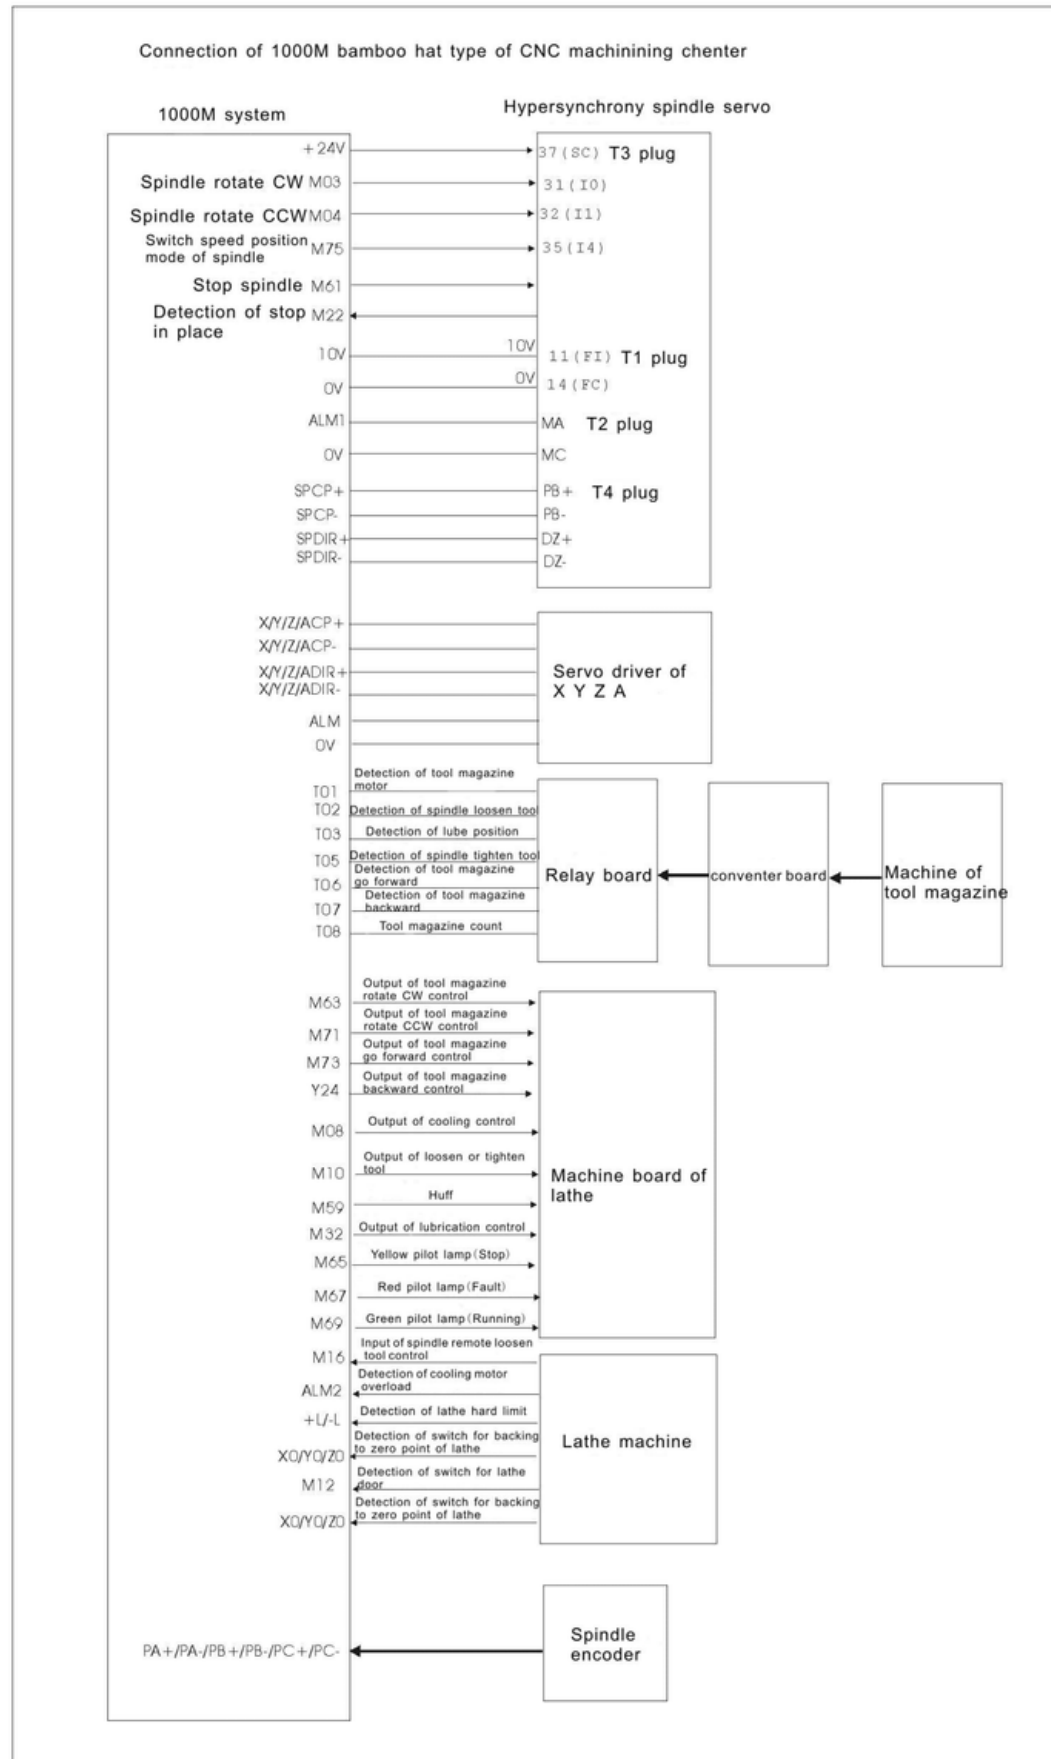 Connection of 1000M bamboo hat type of CNC machinining chenter
Hypersynchrony spindle servo
1000M system
+24V
37(SC) T3 plug
Spindle rotate CW M03
31(I0)
Spindle rotate CCW M04
32(I1)
Switch speed position
mode of spindle
M75
35(I4)
Stop spindle M61
Detection of stop
in place
M22
10V
10V
11(FI) T1 plug
0V
0V
14(FC)
ALM1
MA T2 plug
0V
MC
SPCP+
PB+ T4 plug
SPCP-
PB-
SPDIR+
DZ+
SPDIR-
DZ-
X/Y/Z/ACP+
X/Y/Z/ACP-
X/Y/Z/ADIR+
X/Y/Z/ADIR-
ALM
0V
Servo driver of
X Y Z A
Detection of tool magazine
motor
T01
T02
Detection of spindle loosen tool
T03
Detection of lube position
T05
Detection of spindle tighten tool
Detection of tool magazine
go forward
T06
Detection of tool magazine
backward
T07
T08
Tool magazine count
Relay board
conventer board
Machine of
tool magazine
Output of tool magazine
rotate CW control
M63
Output of tool magazine
rotate CCW control
M71
Output of tool magazine
go forward control
M73
Output of tool magazine
backward control
Y24
M08
Output of cooling control
Output of loosen or tighten
tool
M10
M59
Huff
M32
Output of lubrication control
M65
Yellow pilot lamp(Stop)
M67
Red pilot lamp(Fault)
M69
Green pilot lamp(Running)
Machine board of
lathe
Input of spindle remote loosen
tool control
M16
Detection of cooling motor
overload
ALM2
+L/-L
Detection of lathe hard limit
Detection of switch for backing
to zero point of lathe
X0/Y0/Z0
Detection of switch for lathe
door
M12
Detection of switch for backing
to zero point of lathe
X0/Y0/Z0
Lathe machine
PA+/PA-/PB+/PB-/PC+/PC-
Spindle
encoder